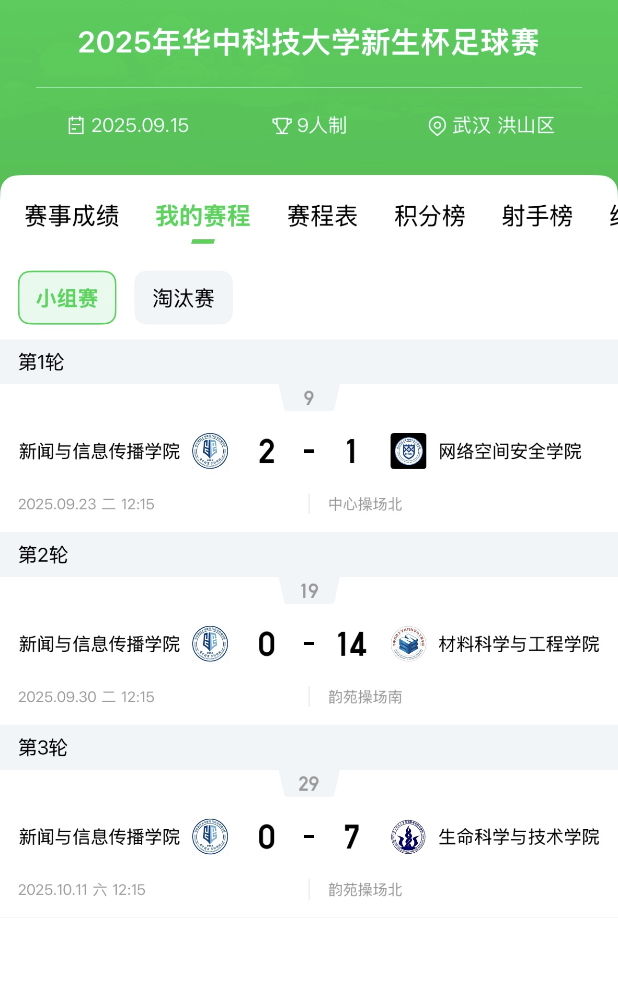 2025年华中科技大学新生杯足球赛
2025.09.15 9人制 武汉 洪山区
赛事成绩 我的赛程 赛程表 积分榜 射手榜
小组赛 淘汰赛
第1轮
9
新闻与信息传播学院 2 - 1 网络空间安全学院
2025.09.23 二 12:15 中心操场北
第2轮
19
新闻与信息传播学院 0 - 14 材料科学与工程学院
2025.09.30 二 12:15 韵苑操场南
第3轮
29
新闻与信息传播学院 0 - 7 生命科学与技术学院
2025.10.11 六 12:15 韵苑操场北